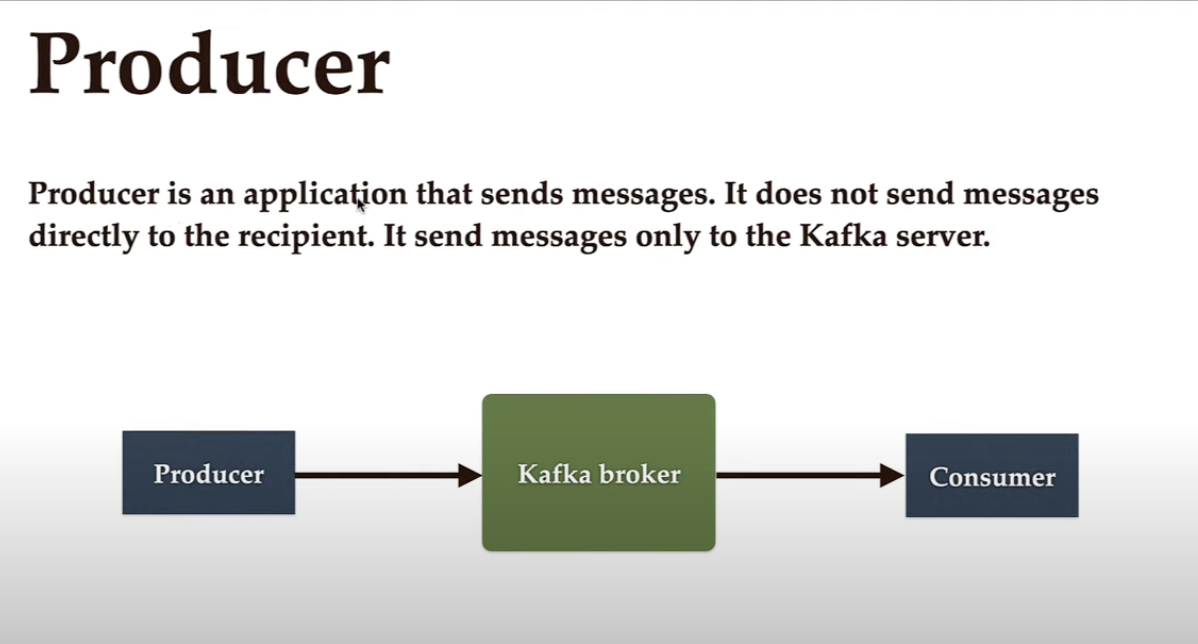 Producer
Producer is an application that sends messages. It does not send messages
directly to the recipient. It send messages only to the Kafka server.
Producer
Kafka broker
Consumer